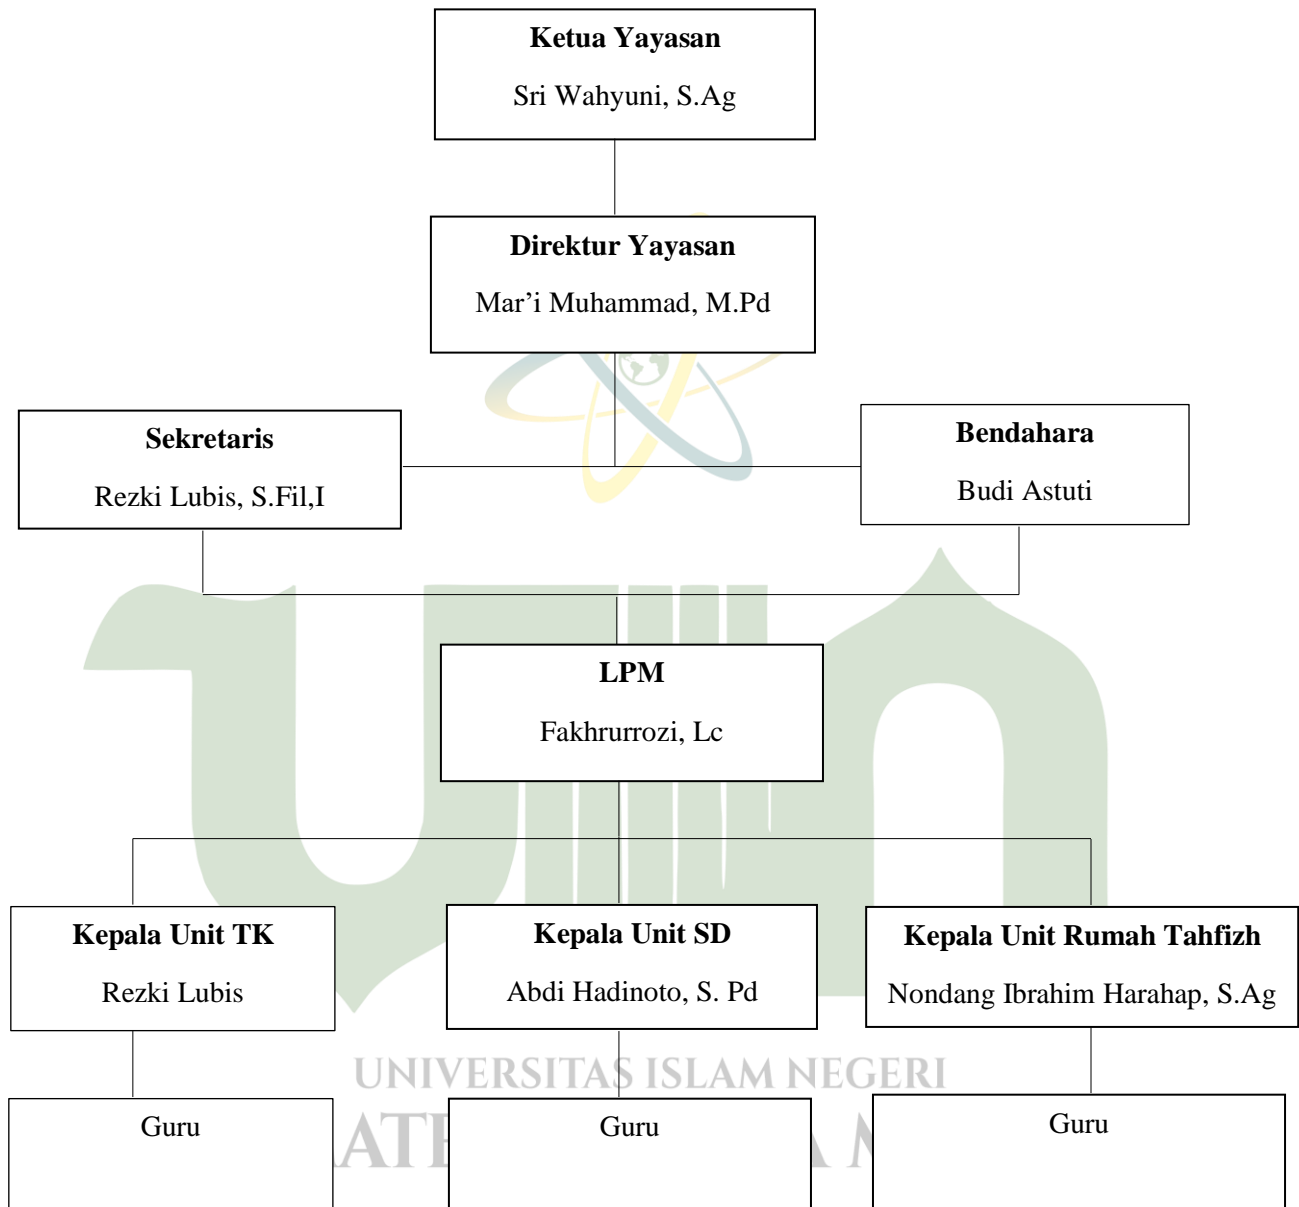 Ketua Yayasan
Sri Wahyuni, S.Ag
Direktur Yayasan
Mar’i Muhammad, M.Pd
Sekretaris
Rezki Lubis, S.Fil,I
Bendahara
Budi Astuti
LPM
Fakhrurrozi, Lc
Kepala Unit TK
Rezki Lubis
Kepala Unit SD
Abdi Hadinoto, S. Pd
Kepala Unit Rumah Tahfizh
Nondang Ibrahim Harahap, S.Ag
UNIVERSITAS ISLAM NEGERI
Guru
Guru
Guru